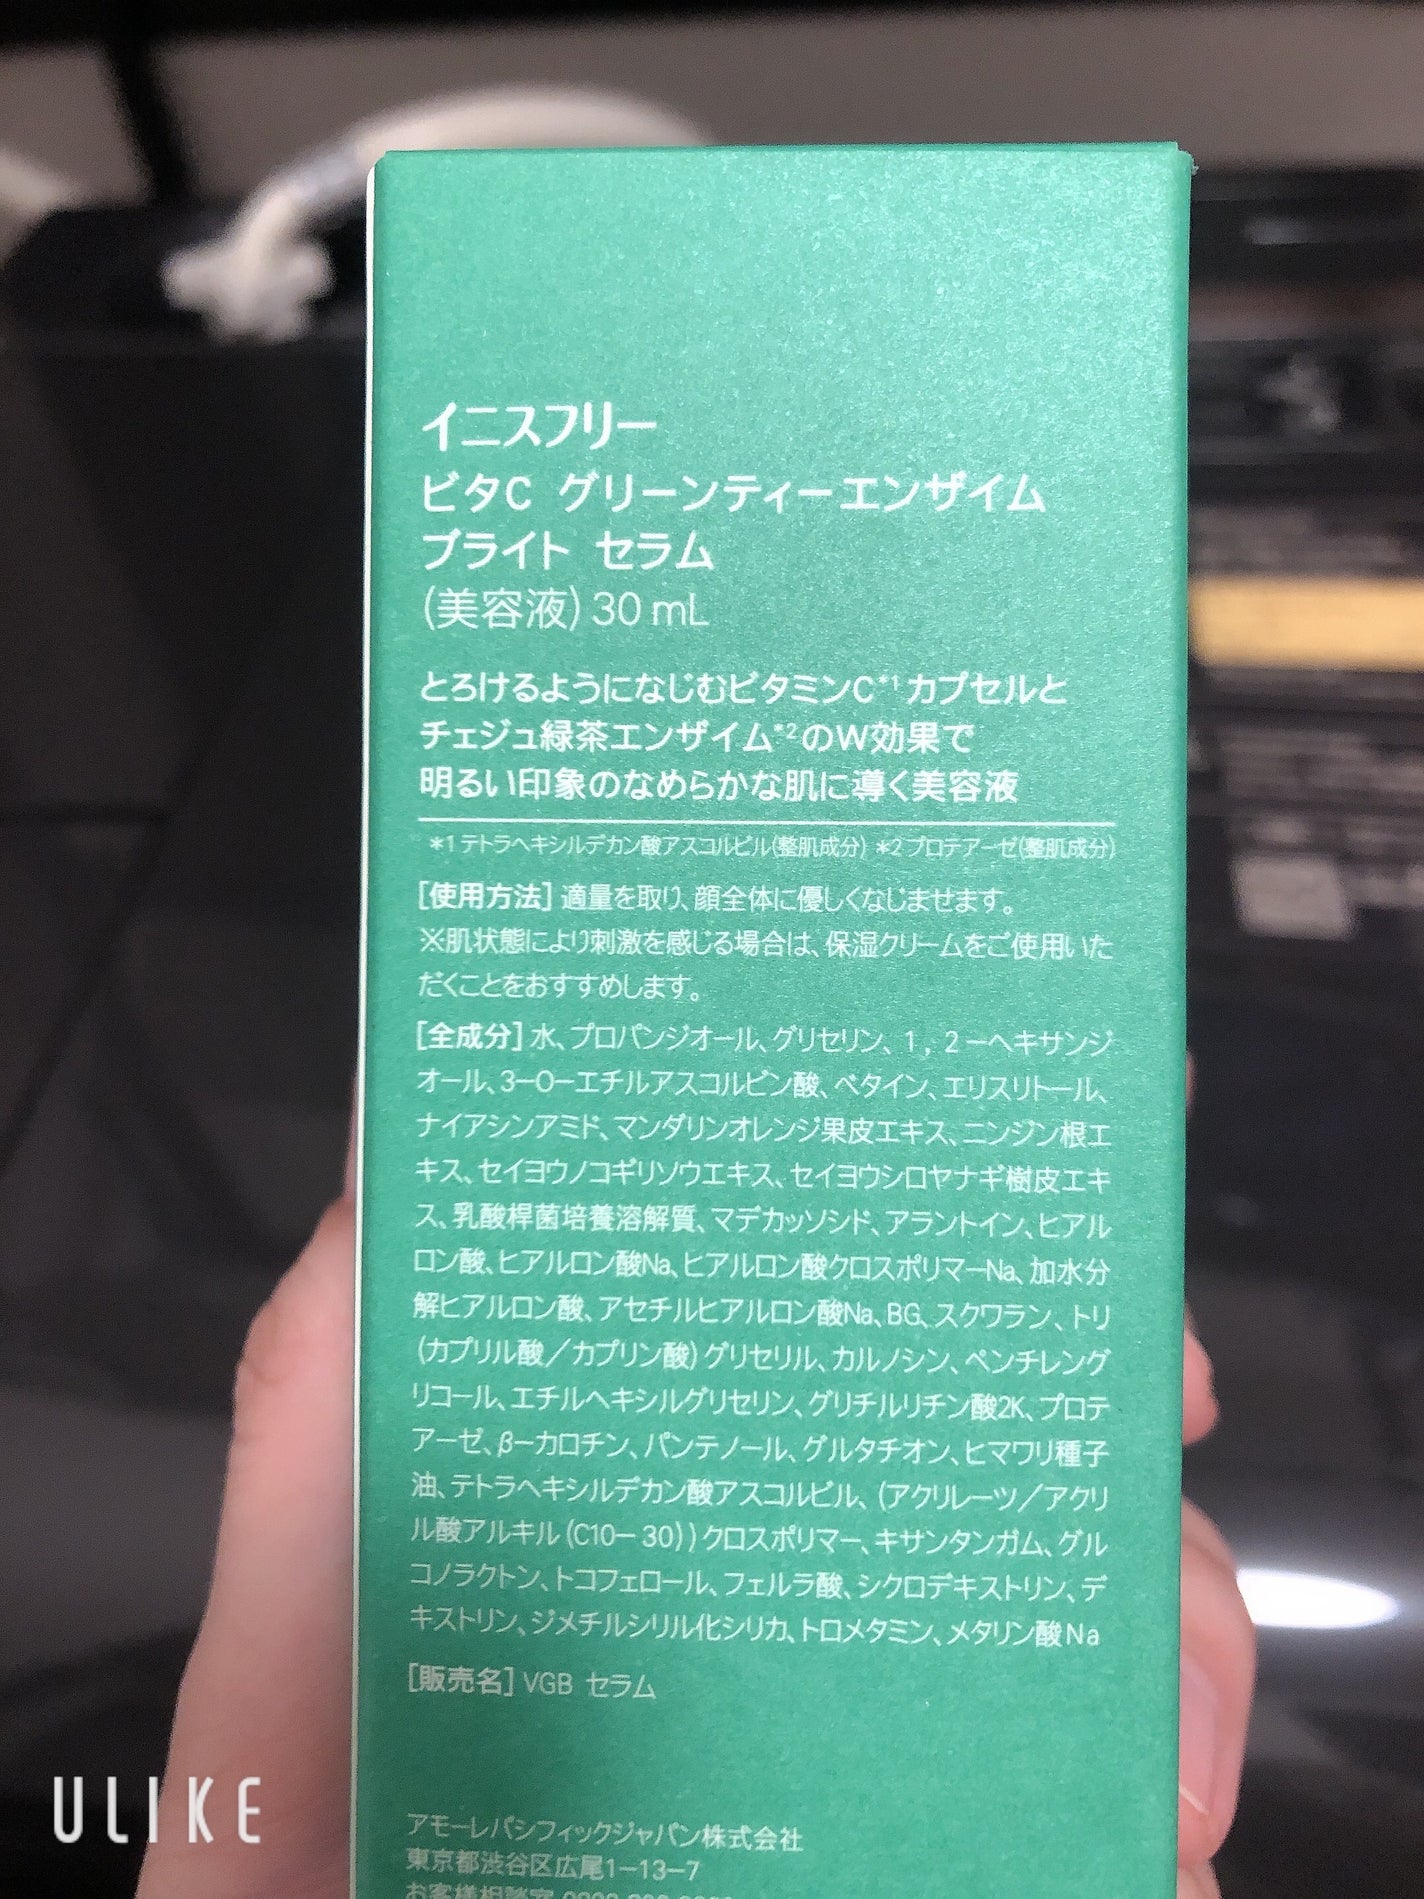 イニスフリー
ビタC グリーンティーエンザイム
ブライト セラム
(美容液) 30 mL
とろけるようになじむビタミンC*1カプセルと
チェジュ緑茶エンザイム*2のW効果で
明るい印象のなめらかな肌に導く美容液
*1 テトラヘキシルデカン酸アスコルビル(整肌成分) *2 プロテアーゼ(整肌成分)
[使用方法] 適量を取り、顔全体に優しくなじませます。
※肌状態により刺激を感じる場合は、保湿クリームをご使用いた
だくことをおすすめします。
[全成分] 水、プロパンジオール、グリセリン、1，2－ヘキサンジ
オール、3－O－エチルアスコルビン酸、ベタイン、エリスリトール、
ナイアシンアミド、マンダリンオレンジ果皮エキス、ニンジン根エ
キス、セイヨウノコギリソウエキス、セイヨウシロヤナギ樹皮エキ
ス、乳酸桿菌培養溶解質、マデカッソシド、アラントイン、ヒアル
ロン酸、ヒアルロン酸Na、ヒアルロン酸クロスポリマーNa、加水分
解ヒアルロン酸、アセチルヒアルロン酸Na、BG、スクワラン、トリ
(カプリル酸／カプリン酸)グリセリル、カルノシン、ペンチレング
リコール、エチルヘキシルグリセリン、グリチルリチン酸2K、プロテ
アーゼ、β－カロチン、パンテノール、グルタチオン、ヒマワリ種子
油、テトラヘキシルデカン酸アスコルビル、(アクリレーツ／アクリ
ル酸アルキル(C10－30))クロスポリマー、キサンタンガム、グル
コノラクトン、トコフェロール、フェルラ酸、シクロデキストリン、デ
キストリン、ジメチルシリル化シリカ、トロメタミン、メタリン酸Na
[販売名] VGB セラム
アモーレパシフィックジャパン株式会社
東京都渋谷区広尾1－13－7
お客様相談室
ULIKE